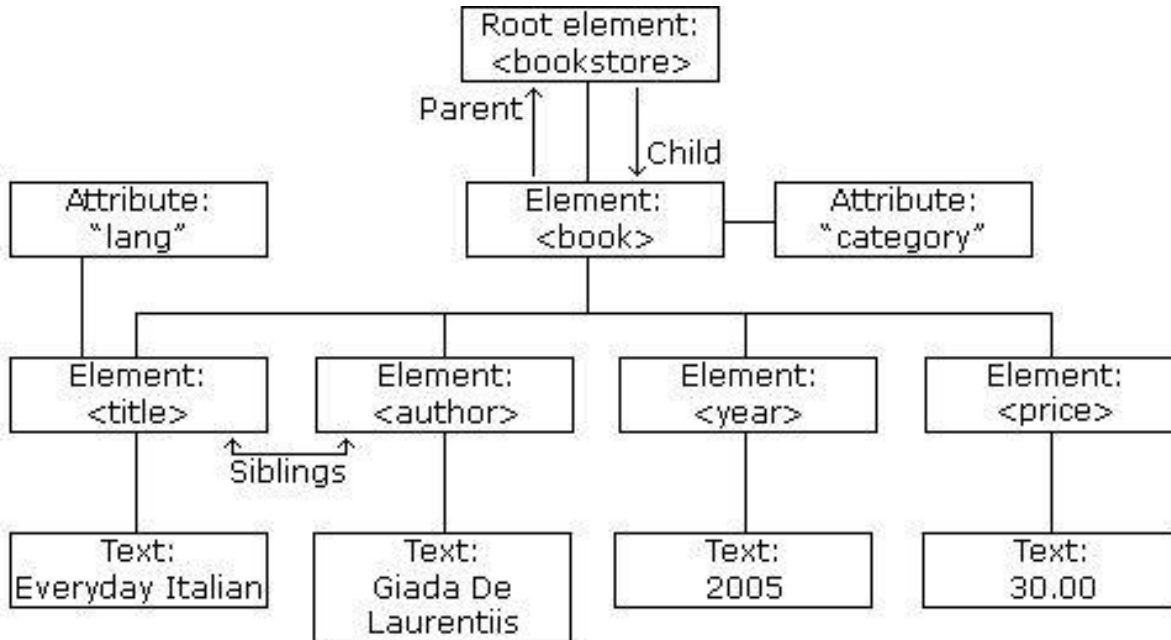 Root element:
<bookstore>
Parent
Child
Attribute:
“lang”
Element:
<book>
Attribute:
“category”
Element:
<title>
Element:
<author>
Element:
<year>
Element:
<price>
Siblings
Text:
Everyday Italian
Text:
Giada De
Laurentiis
Text:
2005
Text:
30.00